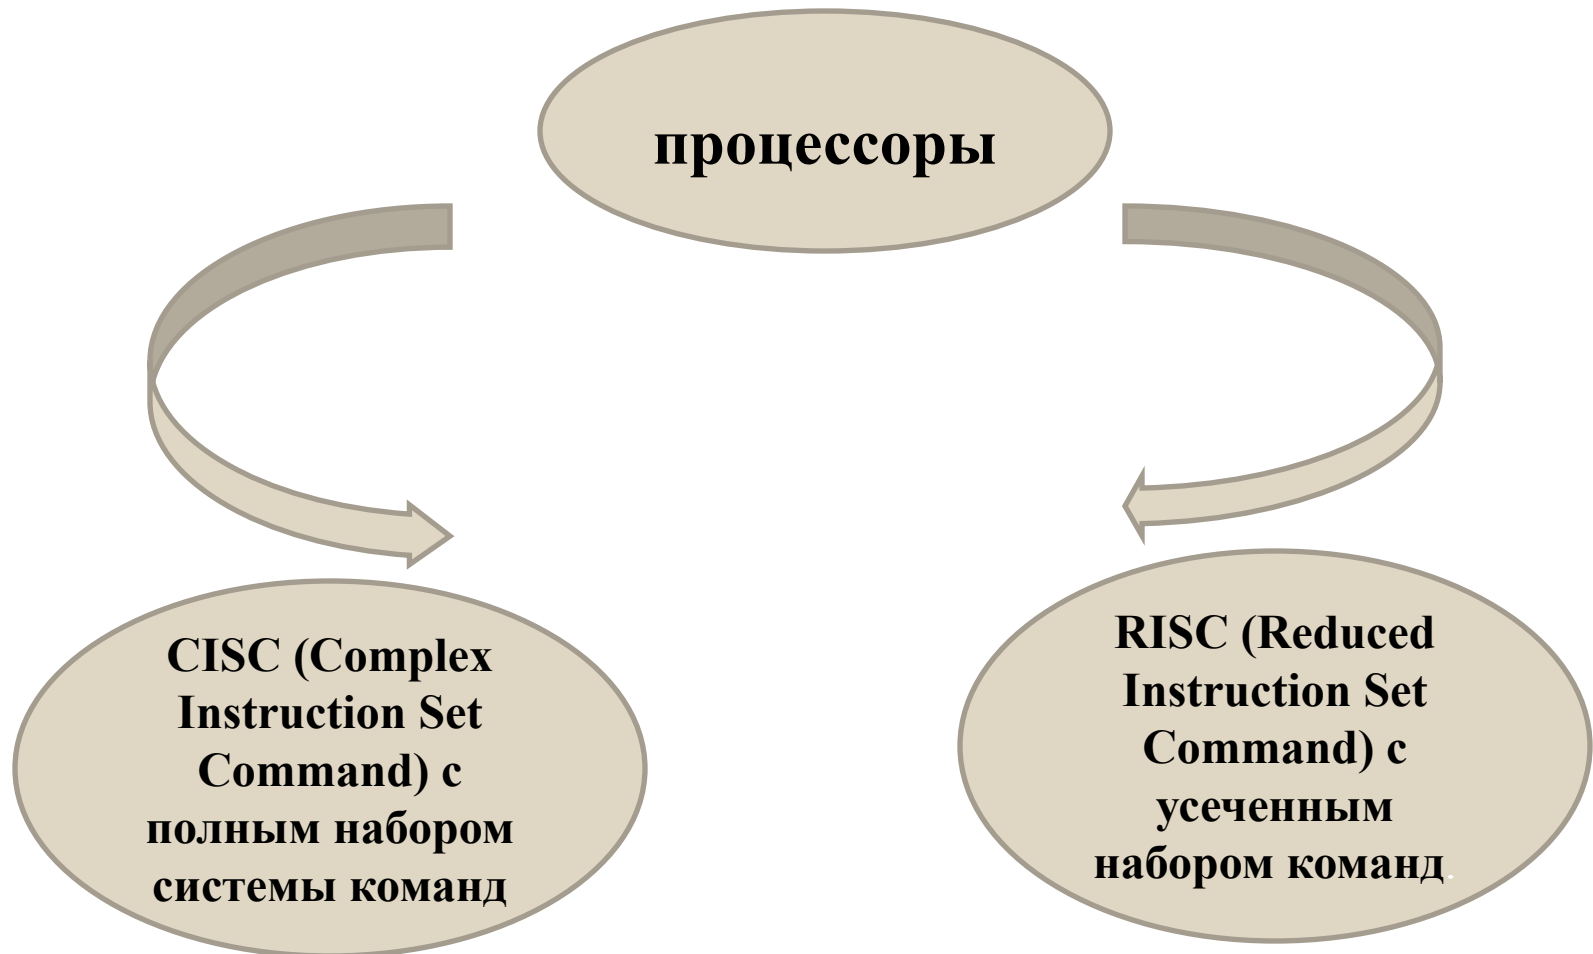 процессоры
CISC (Complex
Instruction Set
Command) с
полным набором
системы команд
RISC (Reduced
Instruction Set
Command) с
усеченным
набором команд.